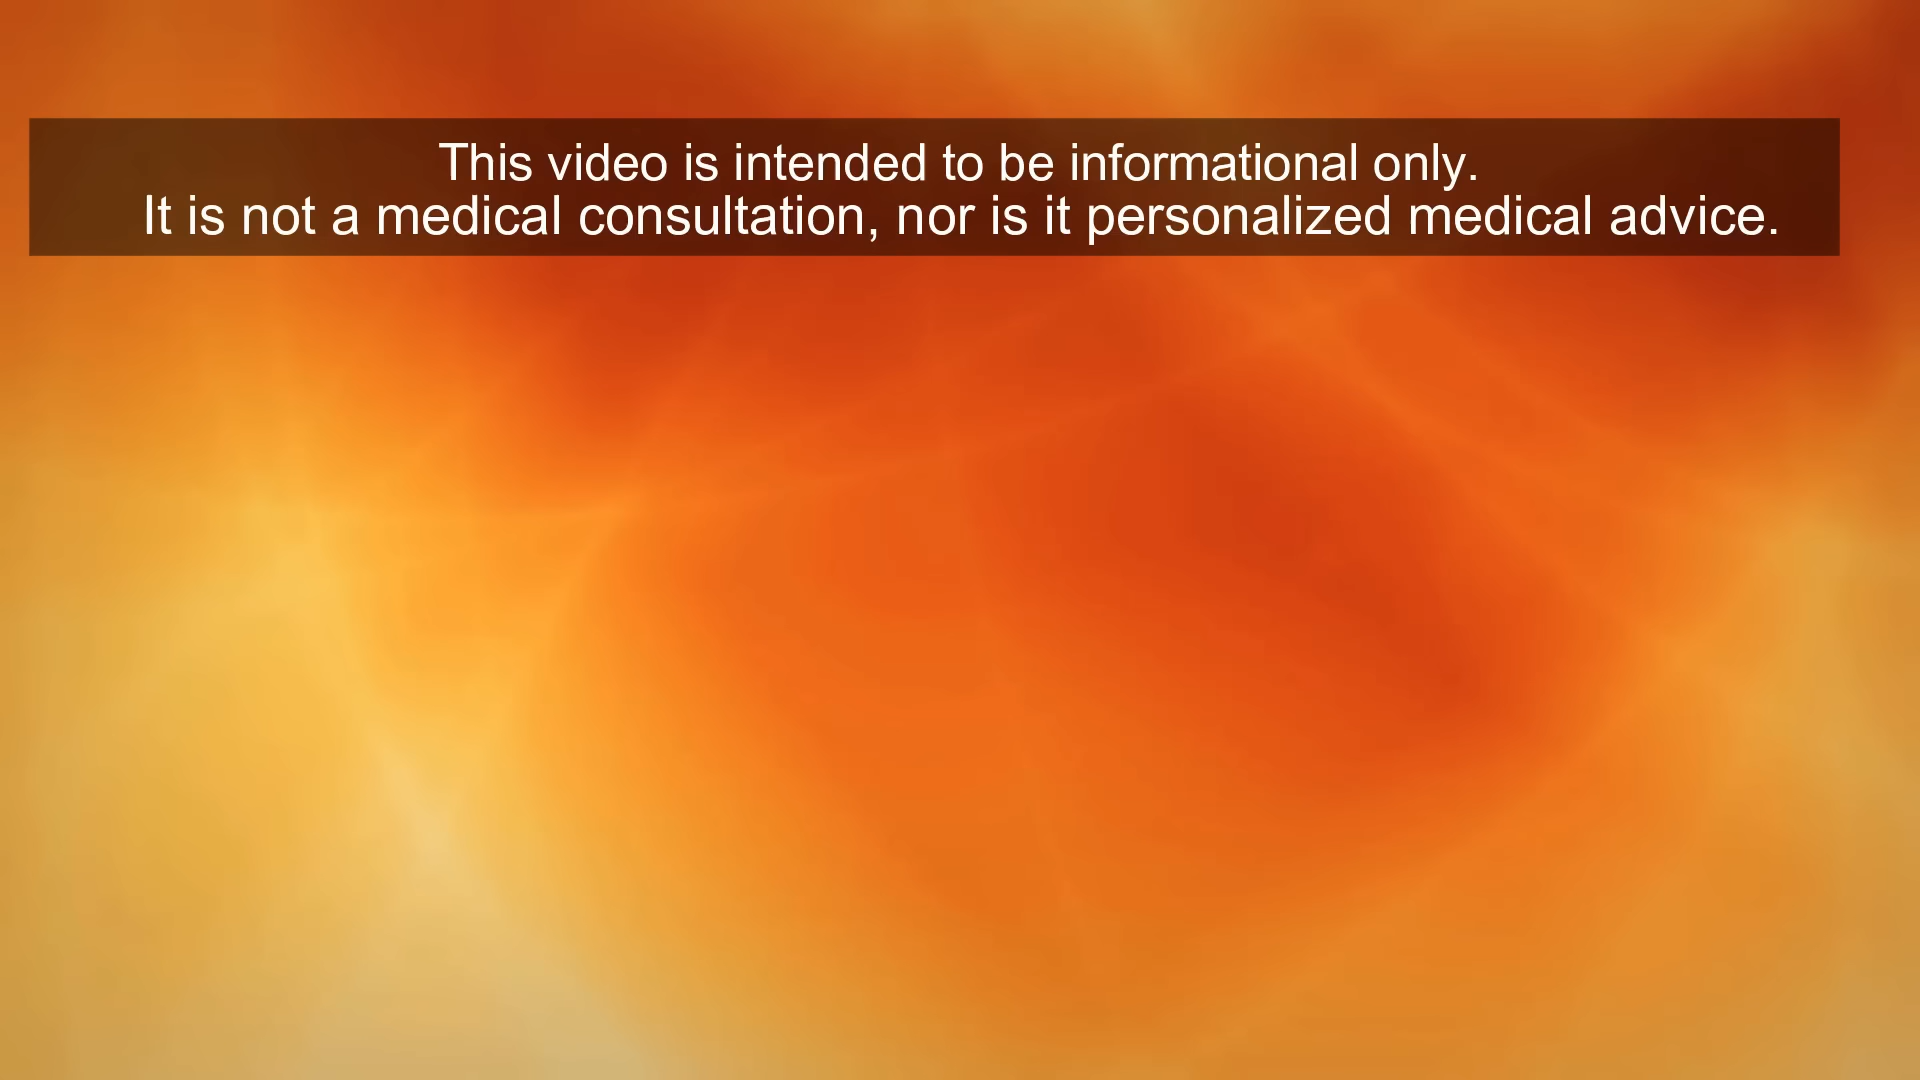 This video is intended to be informational only.
It is not a medical consultation, nor is it personalized medical advice.